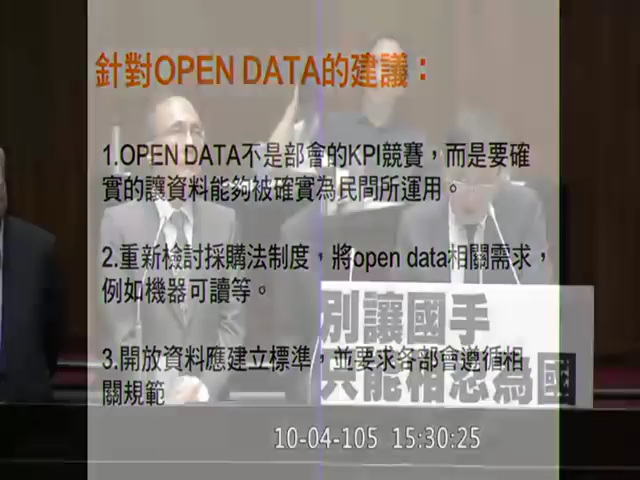 針對OPEN DATA的建議：
1.OPEN DATA不是部會的KPI競賽，而是要確
實的讓資料能夠被確實為民間所運用。
2.重新檢討採購法制度，將open data相關需求，
例如機器可讀等。
3.開放資料應建立標準，並要求各部會遵循相
關規範
別讓國手
只能相忍為國
10-04-105 15:30:25